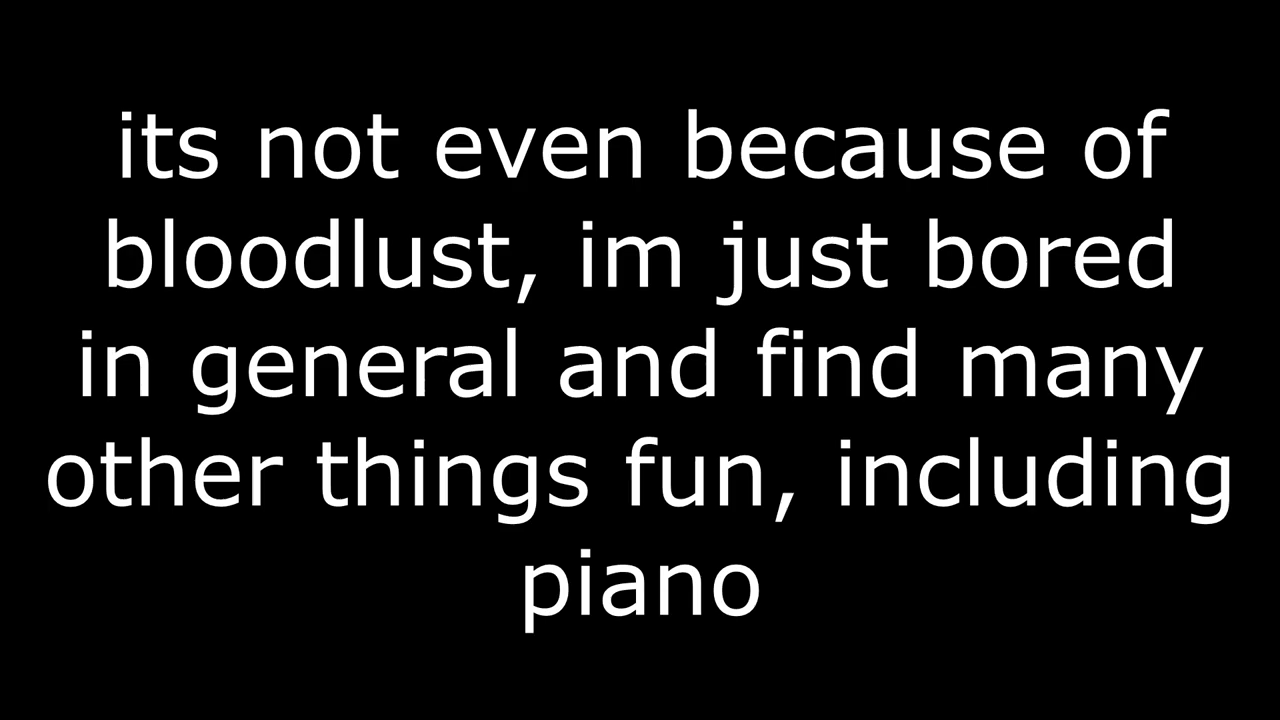 its not even because of
bloodlust, im just bored
in general and find many
other things fun, including
piano